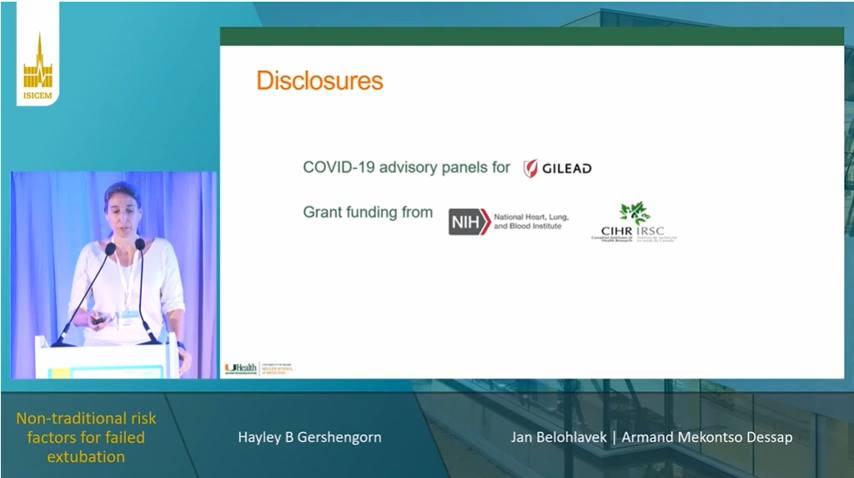 ISICEM
Disclosures
COVID-19 advisory panels for
GILEAD
Grant funding from
NIH
National Heart, Lung,
and Blood Institute
CIHR IRSC
UHealth
Non-traditional risk
factors for failed
extubation
Hayley B Gershengorn
Jan Belohlavek | Armand Mekontso Dessap